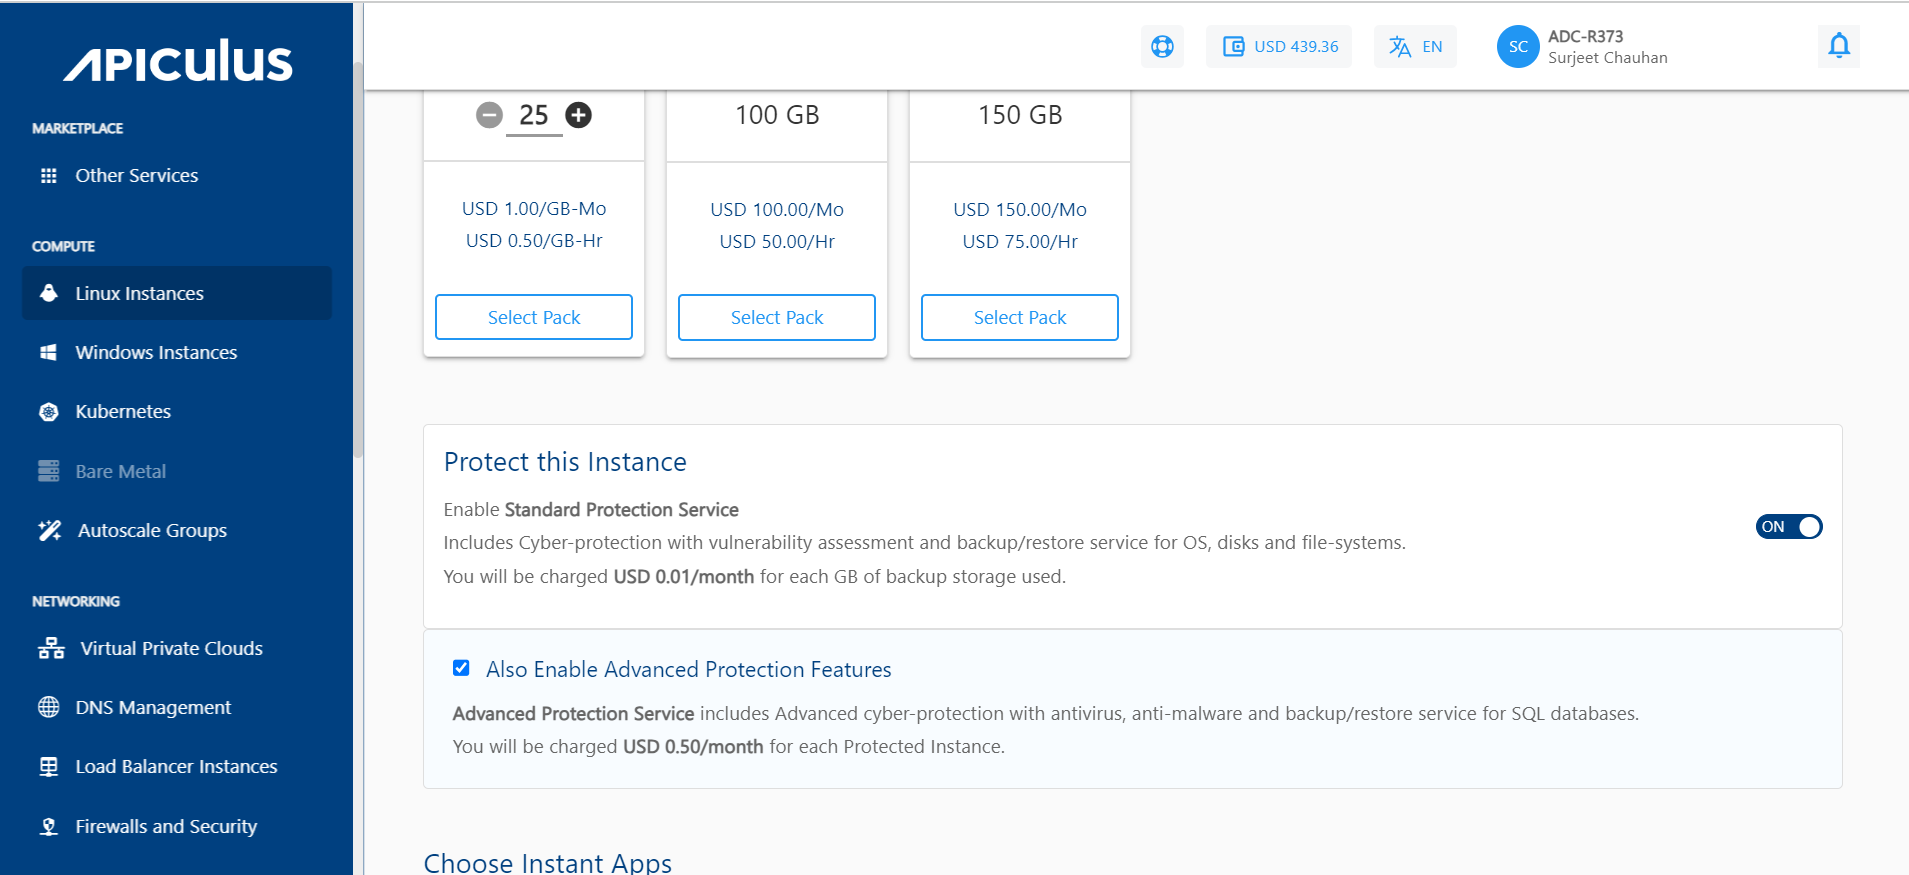 APICULUS
MARKETPLACE
Other Services
COMPUTE
Linux Instances
Windows Instances
Kubernetes
Bare Metal
Autoscale Groups
NETWORKING
Virtual Private Clouds
DNS Management
Load Balancer Instances
Firewalls and Security
USD 439.36
EN
SC
ADC-R373
Surjeet Chauhan
25
USD 1.00/GB-Mo
USD 0.50/GB-Hr
Select Pack
100 GB
USD 100.00/Mo
USD 50.00/Hr
Select Pack
150 GB
USD 150.00/Mo
USD 75.00/Hr
Select Pack
Protect this Instance
Enable Standard Protection Service
Includes Cyber-protection with vulnerability assessment and backup/restore service for OS, disks and file-systems.
You will be charged USD 0.01/month for each GB of backup storage used.
ON
Also Enable Advanced Protection Features
Advanced Protection Service includes Advanced cyber-protection with antivirus, anti-malware and backup/restore service for SQL databases.
You will be charged USD 0.50/month for each Protected Instance.
Choose Instant Apps